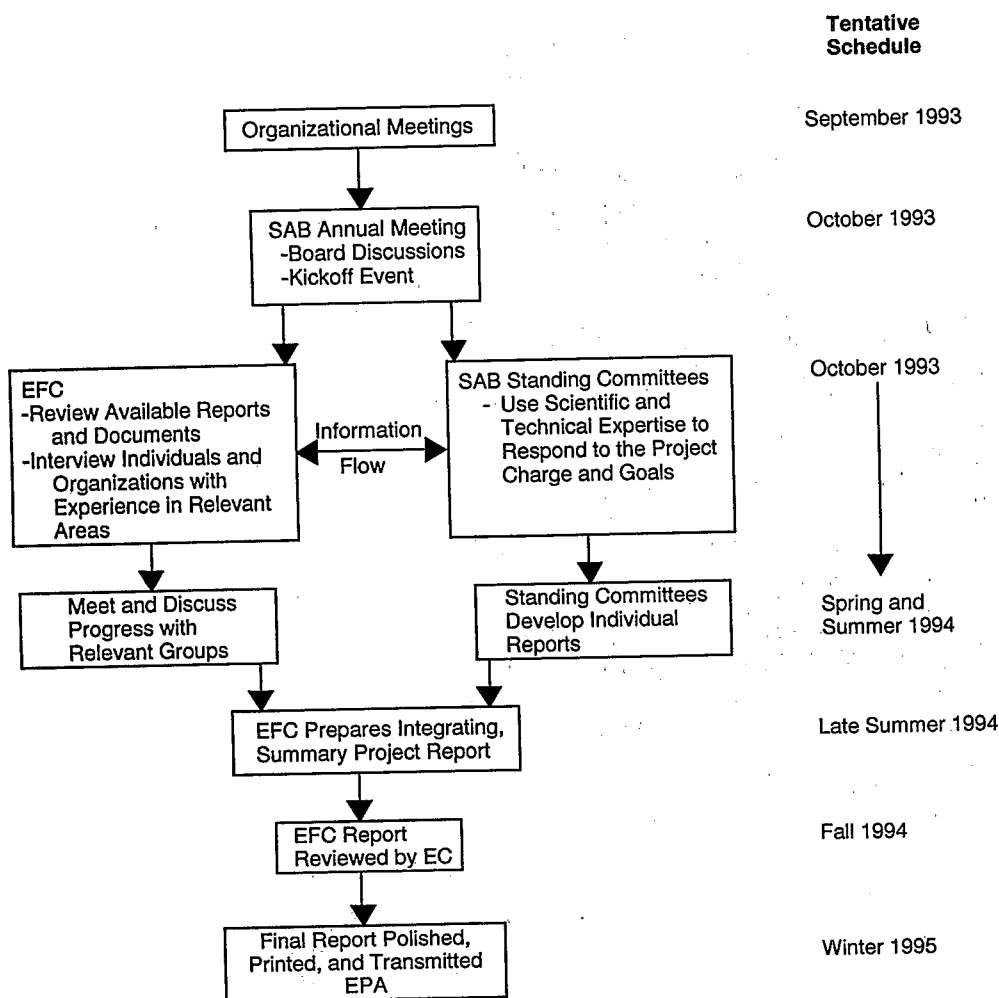 Tentative
Schedule
Organizational Meetings
September 1993
SAB Annual Meeting
-Board Discussions
-Kickoff Event
October 1993
EFC
-Review Available Reports
and Documents
-Interview Individuals and
Organizations with
Experience in Relevant
Areas
Information
Flow
SAB Standing Committees
- Use Scientific and
Technical Expertise to
Respond to the Project
Charge and Goals
October 1993
Meet and Discuss
Progress with
Relevant Groups
Standing Committees
Develop Individual
Reports
Spring and
Summer 1994
EFC Prepares Integrating,
Summary Project Report
Late Summer 1994
EFC Report
Reviewed by EC
Fall 1994
Final Report Polished,
Printed, and Transmitted
EPA
Winter 1995